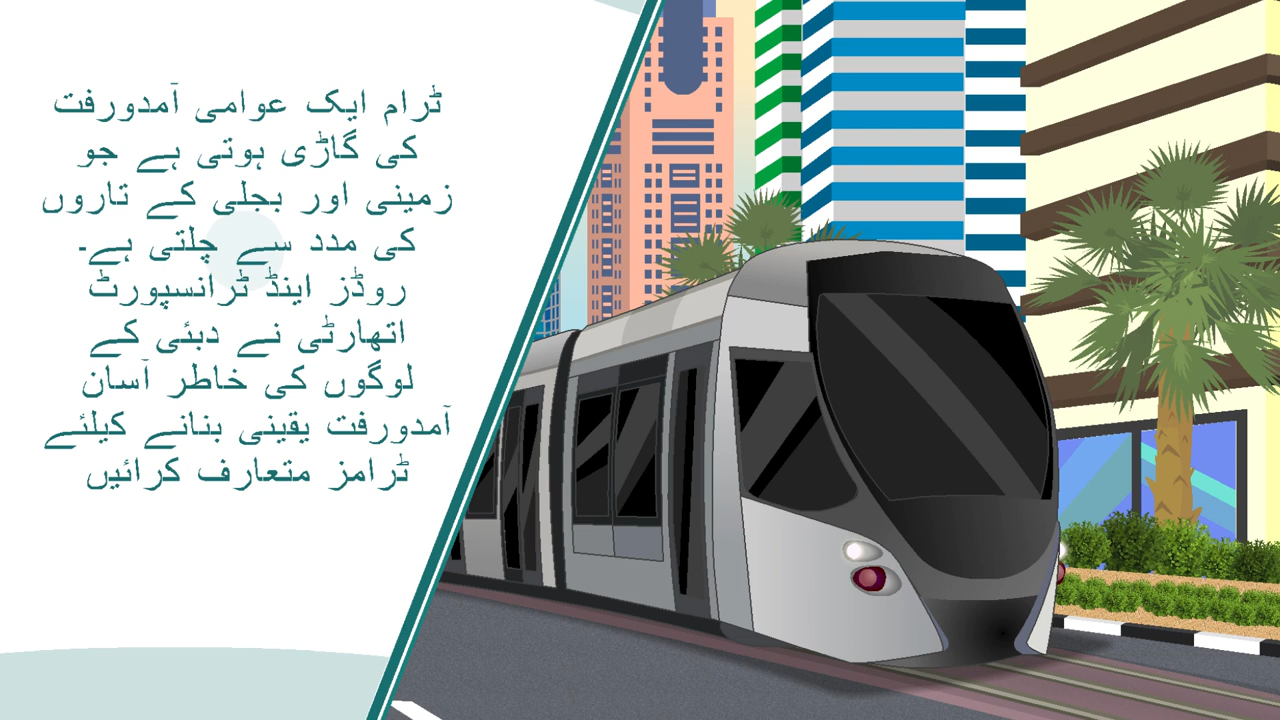 ٹرام ایک عوامی آمدورفت
کی گاڑی ہوتی ہے جو
زمینی اور بجلی کے تاروں
کی مدد سے چلتی ہے۔
روڈز اینڈ ٹرانسپورٹ
اتھارٹی نے دبئی کے
لوگوں کی خاطر آسان
آمدورفت یقینی بنانے کیلئے
ٹرامز متعارف کرائیں